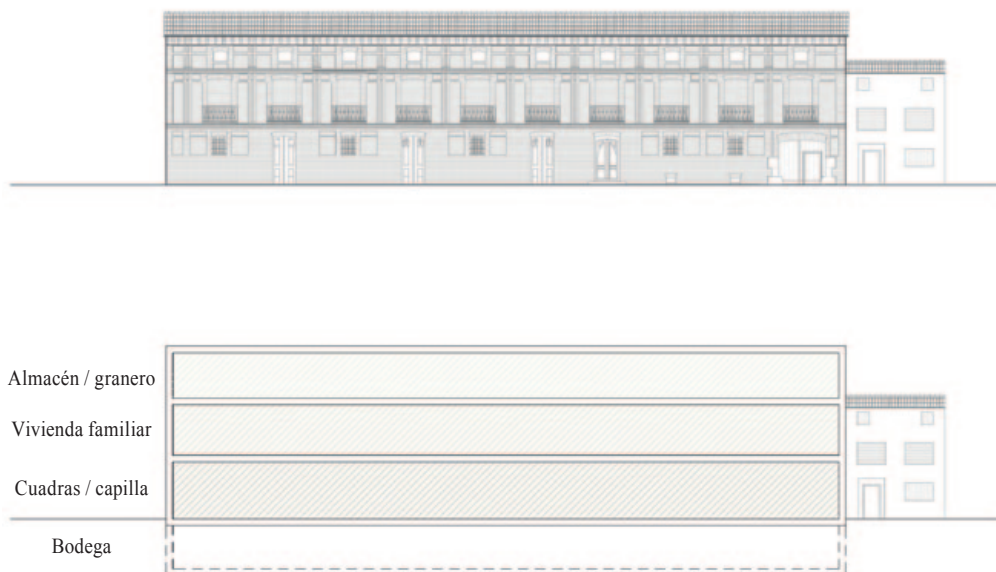 Almacén / granero
Vivienda familiar
Cuadras / capilla
Bodega